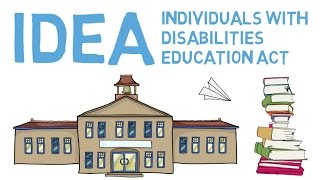 IDEA
INDIVIDUALS WITH
DISABILITIES
EDUCATION ACT